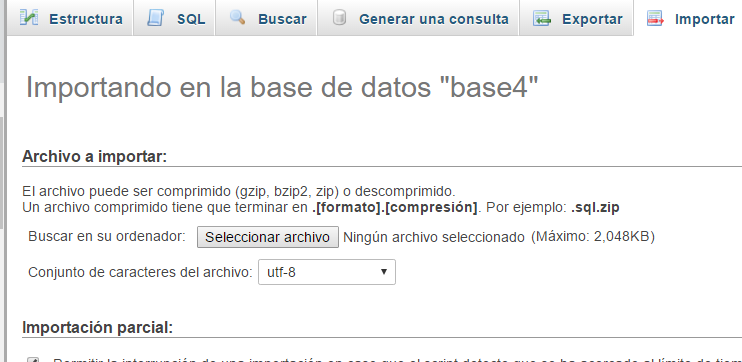 Estructura SQL Buscar Generar una consulta Exportar Importar
Importando en la base de datos "base4"
Archivo a importar:
El archivo puede ser comprimido (gzip, bzip2, zip) o descomprimido.
Un archivo comprimido tiene que terminar en .[formato].[compresión]. Por ejemplo: .sql.zip
Buscar en su ordenador: Seleccionar archivo Ningún archivo seleccionado (Máximo: 2,048KB)
Conjunto de caracteres del archivo: utf-8
Importación parcial:
Permitir la interrupción de una importación en caso que el script detecte que se ha acercado al límite de tiem